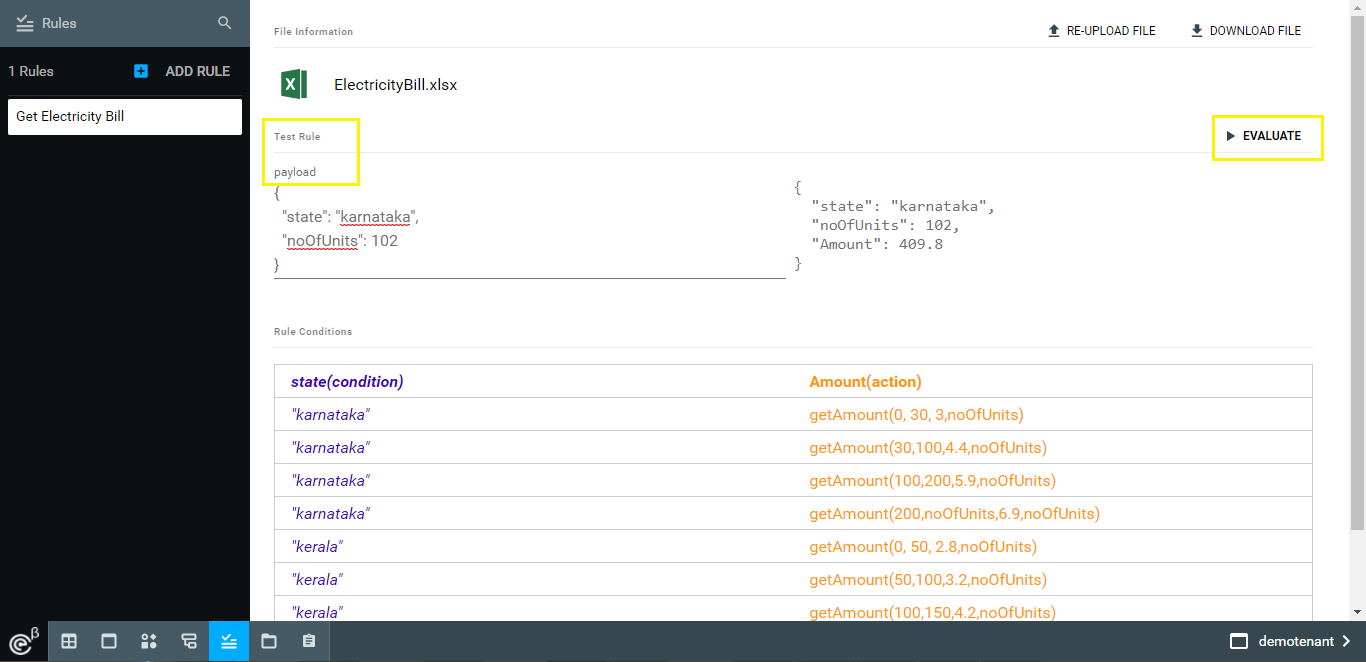 Rules
1 Rules
ADD RULE
Get Electricity Bill
File Information
RE-UPLOAD FILE
DOWNLOAD FILE
X
ElectricityBill.xlsx
Test Rule
EVALUATE
payload
{
"state": "karnataka",
"noOfUnits": 102
}
{
"state": "karnataka",
"noOfUnits": 102,
"Amount": 409.8
}
Rule Conditions
state(condition) Amount(action)
"karnataka" getAmount(0, 30, 3,noOfUnits)
"karnataka" getAmount(30,100,4.4,noOfUnits)
"karnataka" getAmount(100,200,5.9,noOfUnits)
"karnataka" getAmount(200,noOfUnits,6.9,noOfUnits)
"kerala" getAmount(0, 50, 2.8,noOfUnits)
"kerala" getAmount(50,100,3.2,noOfUnits)
"kerala" getAmount(100,150,4.2,noOfUnits)
e β
demotenant